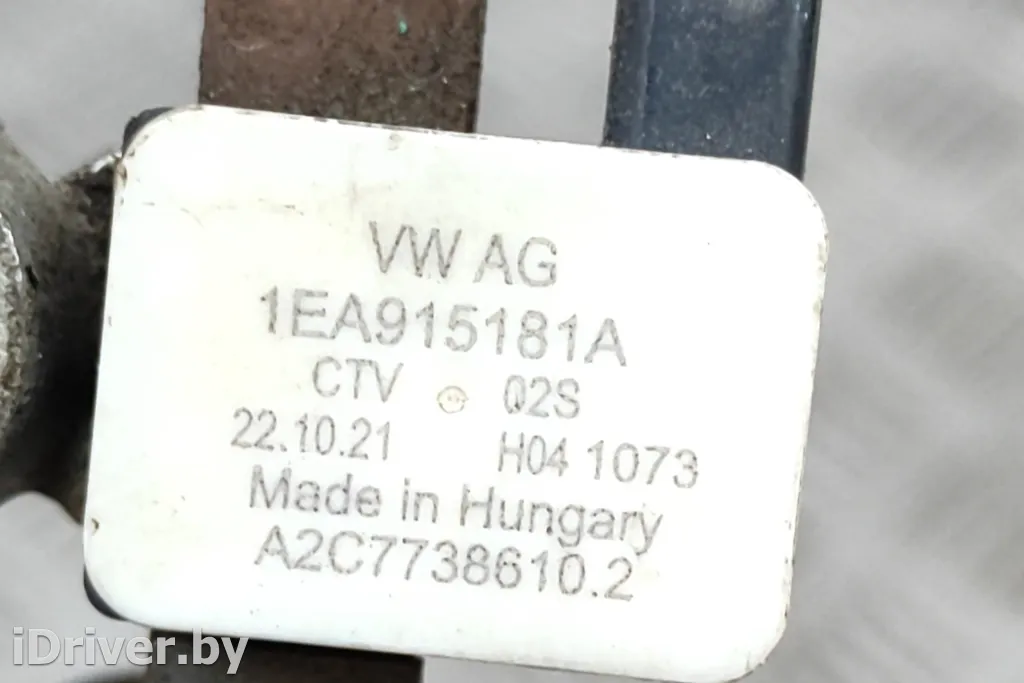 VW AG
1EA915181A
CTV 02S
22.10.21 H04 1073
Made in Hungary
A2C7738610.2
iDriver.by